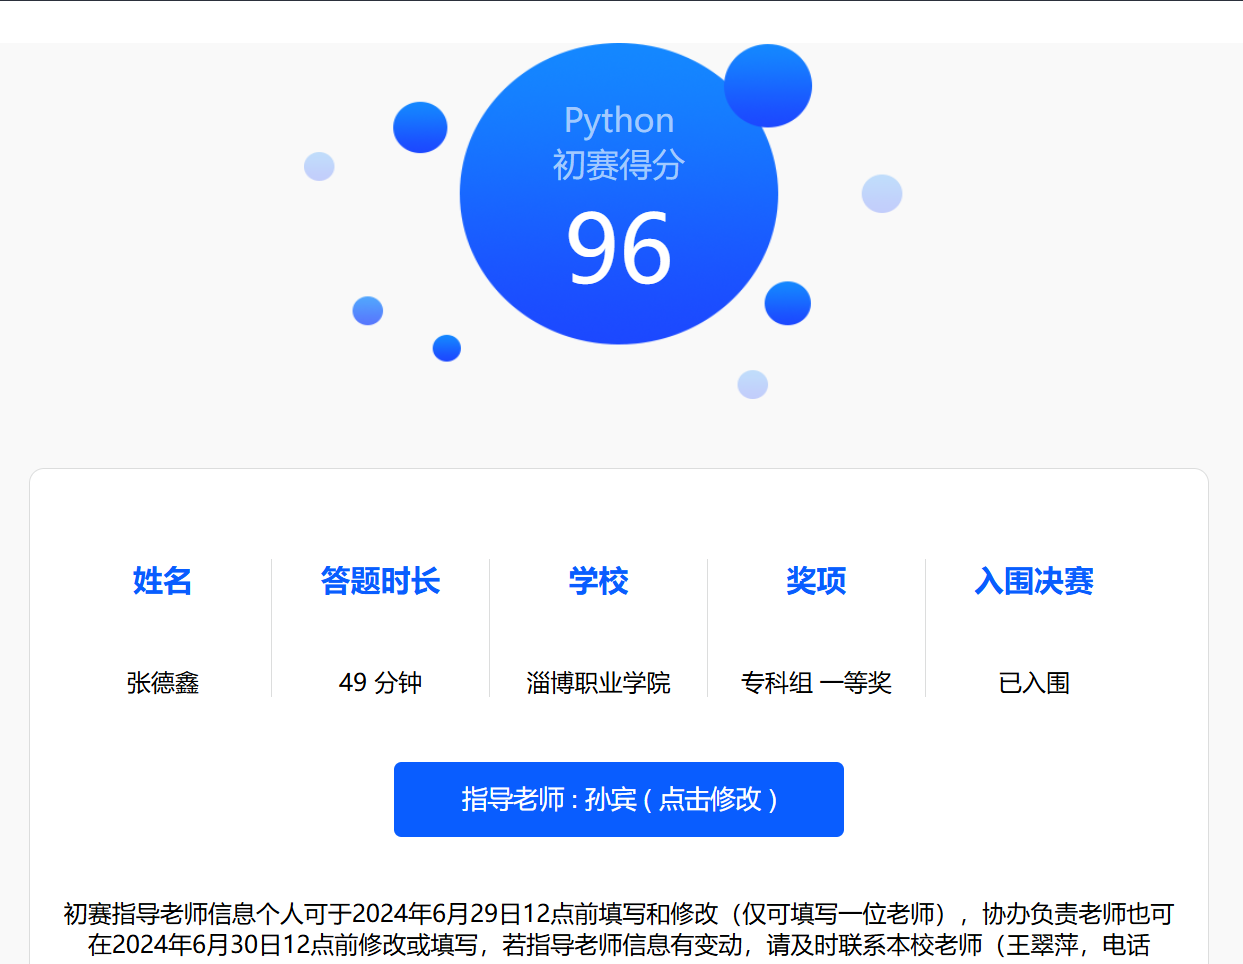 Python
初赛得分
96
姓名 答题时长 学校 奖项 入围决赛
张德鑫 49 分钟 淄博职业学院 专科组 一等奖 已入围
指导老师 : 孙宾 ( 点击修改 )
初赛指导老师信息个人可于2024年6月29日12点前填写和修改（仅可填写一位老师），协办负责老师也可
在2024年6月30日12点前修改或填写，若指导老师信息有变动，请及时联系本校老师（王翠萍，电话